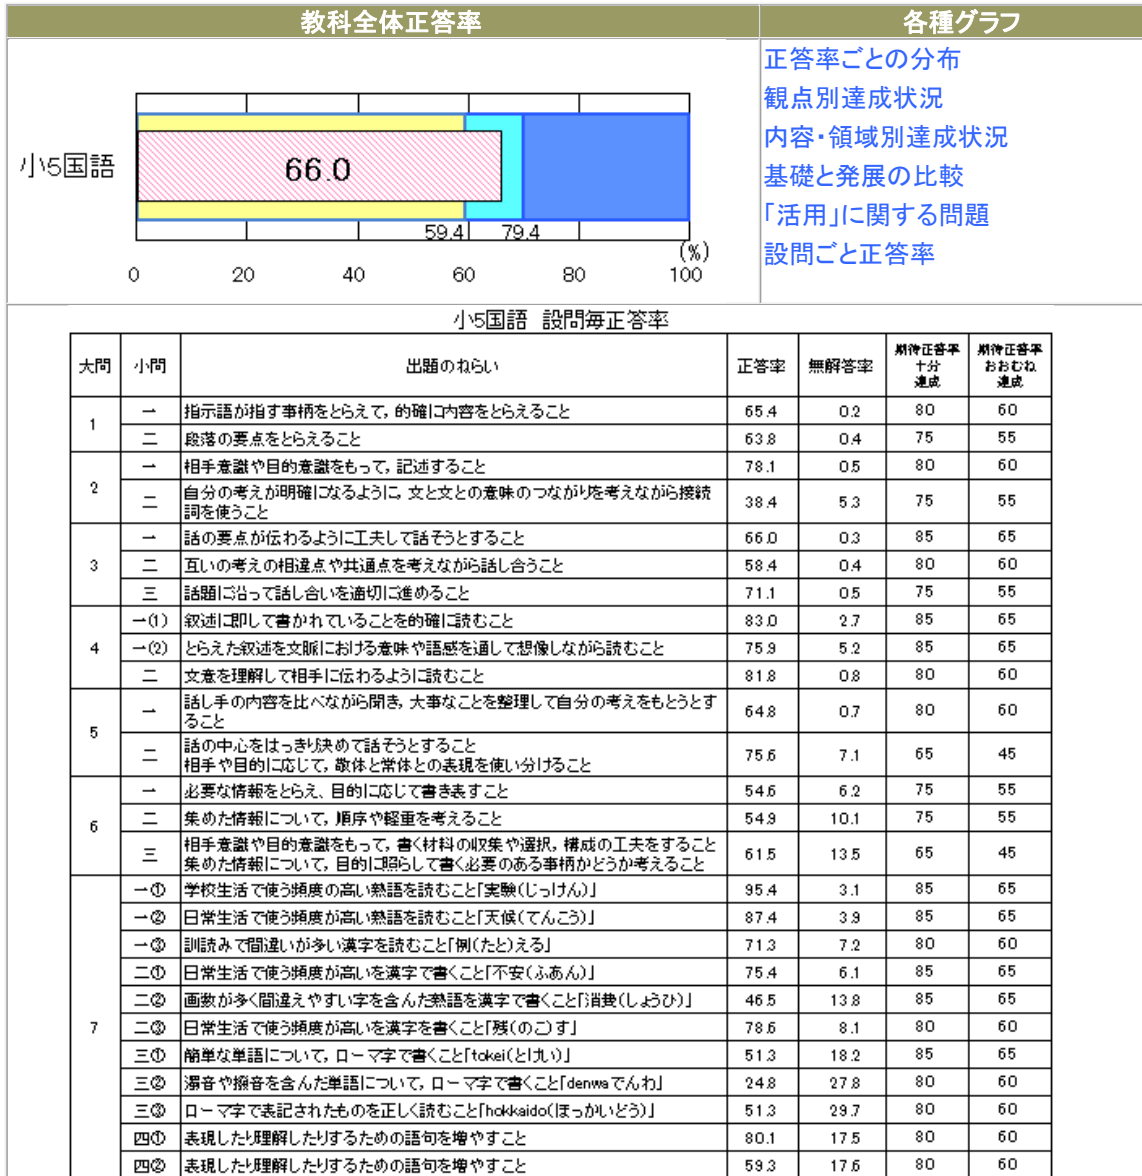 教科全体正答率
各種グラフ
正答率ごとの分布
観点別達成状況
内容・領域別達成状況
基礎と発展の比較
「活用」に関する問題
設問ごと正答率
小5国語
66.0
59.4 79.4
(%)
0 20 40 60 80 100
小5国語 設問毎正答率
大問 小問 出題のねらい 正答率 無解答率 期待正答率十分達成 期待正答率おおむね達成
1 一 指示語が指す事柄をとらえて,的確に内容をとらえること 65.4 0.2 80 60
二 段落の要点をとらえること 63.8 0.4 75 55
2 一 相手意識や目的意識をもって,記述すること 78.1 0.5 80 60
二 自分の考えが明確になるように,文と文との意味のつながりを考えながら接続
詞を使うこと 38.4 5.3 75 55
3 一 話の要点が伝わるように工夫して話そうとすること 66.0 0.3 85 65
二 互いの考えの相違点や共通点を考えながら話し合うこと 58.4 0.4 80 60
三 話題に沿って話し合いを適切に進めること 71.1 0.5 75 55
4 一(1) 叙述に即して書かれていることを的確に読むこと 83.0 2.7 85 65
一(2) とらえた叙述を文脈における意味や語感を通して想像しながら読むこと 75.9 5.2 85 65
二 文意を理解して相手に伝わるように読むこと 81.8 0.8 80 60
5 一 話し手の内容を比べながら聞き,大事なことを整理して自分の考えをもとうとす
ること 64.8 0.7 80 60
二 話の中心をはっきり決めて話そうとすること
相手や目的に応じて,敬体と常体との表現を使い分けること 75.6 7.1 65 45
6 一 必要な情報をとらえ、目的に応じて書き表すこと 54.6 6.2 75 55
二 集めた情報について,順序や軽重を考えること 54.9 10.1 75 55
三 相手意識や目的意識をもって,書く材料の収集や選択,構成の工夫をすること
集めた情報について,目的に照らして書く必要のある事柄かどうか考えること 61.5 13.5 65 45
7 一① 学校生活で使う頻度の高い熟語を読むこと「実験(じっけん)」 95.4 3.1 85 65
一② 日常生活で使う頻度が高い熟語を読むこと「天候(てんこう)」 87.4 3.9 85 65
一③ 訓読みで間違いが多い漢字を読むこと「例(たと)える」 71.3 7.2 80 60
二① 日常生活で使う頻度が高いを漢字で書くこと「不安(ふあん)」 75.4 6.1 85 65
二② 画数が多く間違えやすい字を含んだ熟語を漢字で書くこと「消費(しょうひ)」 46.5 13.8 85 65
二③ 日常生活で使う頻度が高いを漢字を書くこと「残(のこ)す」 78.6 8.1 80 60
三① 簡単な単語について,ローマ字で書くこと「tokei(とけい)」 51.3 18.2 85 65
三② 濁音や撥音を含んだ単語について,ローマ字で書くこと「denwaでんわ」 24.8 27.8 80 60
三③ ローマ字で表記されたものを正しく読むこと「hokkaido(ほっかいどう)」 51.3 29.7 80 60
四① 表現したり理解したりするための語句を増やすこと 80.1 17.5 80 60
四② 表現したり理解したりするための語句を増やすこと 59.3 17.6 80 60